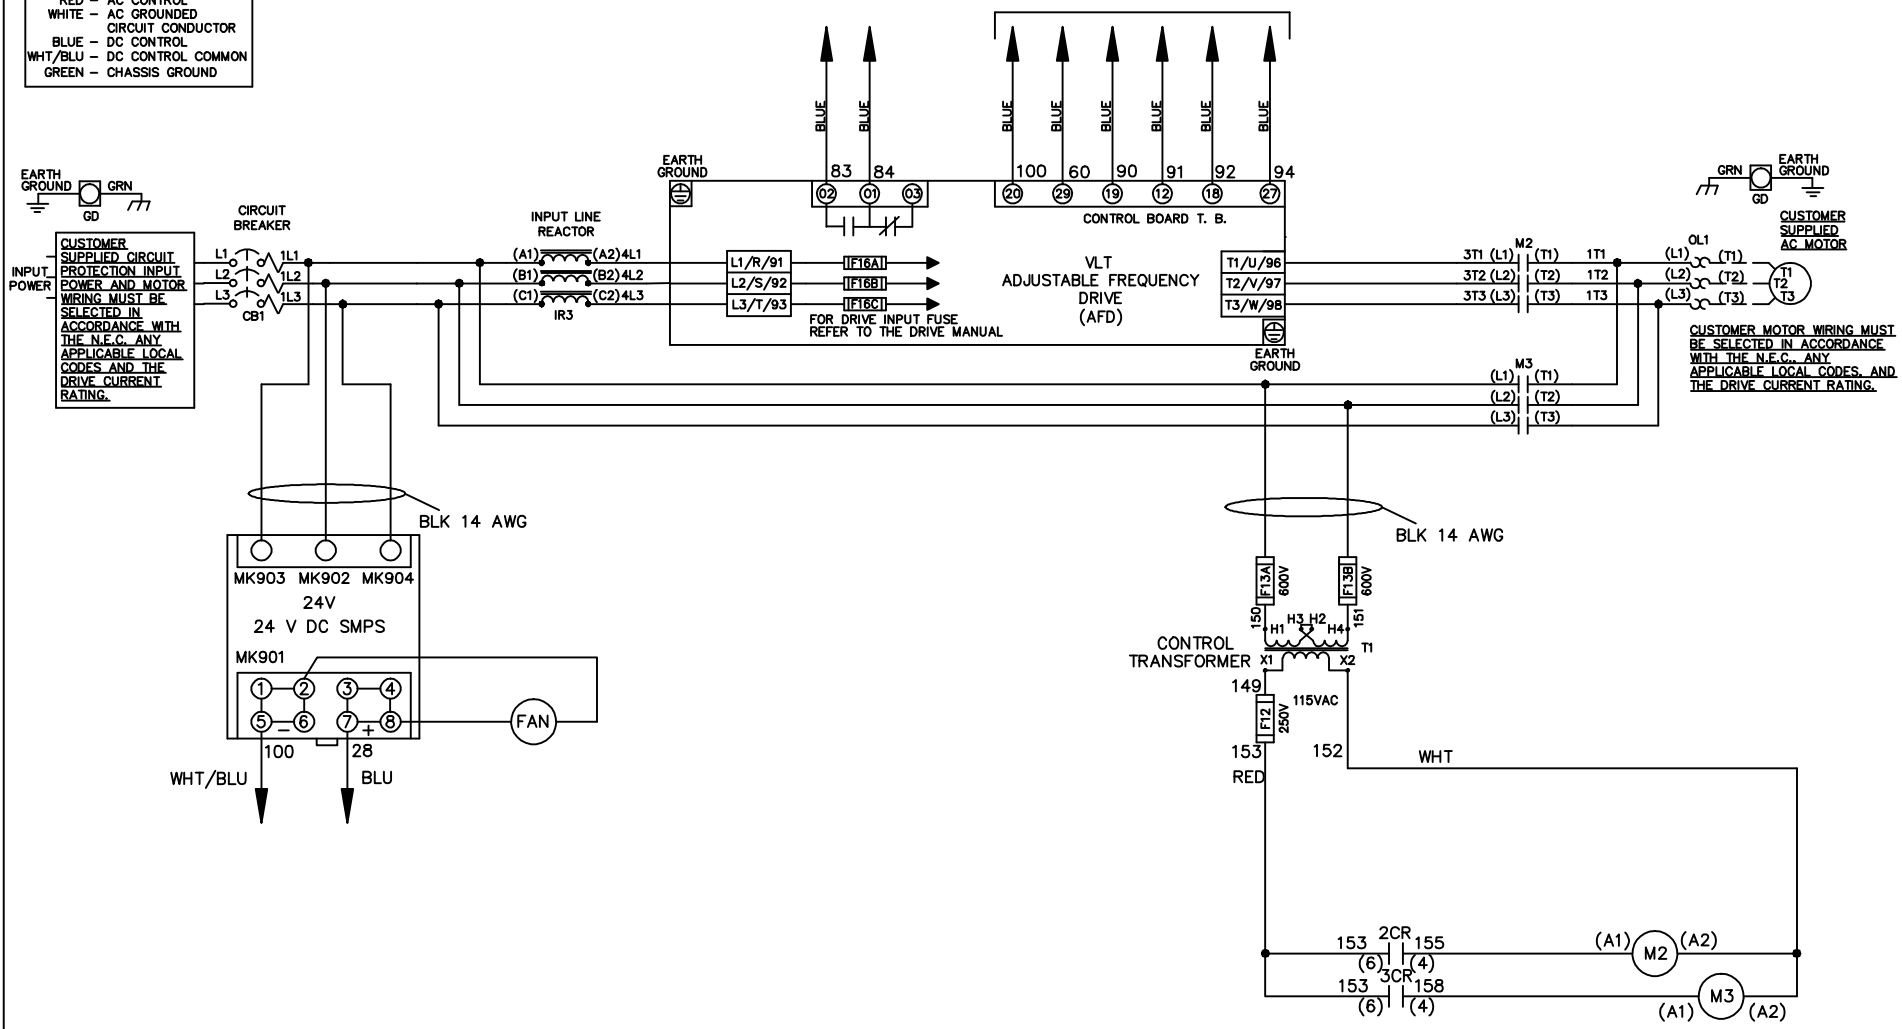 RED – AC CONTROL
WHITE – AC GROUNDED
CIRCUIT CONDUCTOR
BLUE – DC CONTROL
WHT/BLU – DC CONTROL COMMON
GREEN – CHASSIS GROUND
BLUE
BLUE
BLUE
BLUE
BLUE
BLUE
BLUE
BLUE
EARTH
GROUND
GRN
GD
CIRCUIT
BREAKER
INPUT
POWER
CUSTOMER
SUPPLIED CIRCUIT
PROTECTION INPUT
POWER AND MOTOR
WIRING MUST BE
SELECTED IN
ACCORDANCE WITH
THE N.E.C. ANY
APPLICABLE LOCAL
CODES AND THE
DRIVE CURRENT
RATING.
L1 1L1
L2 1L2
L3 1L3
CB1
INPUT LINE
REACTOR
(A1) (A2) 4L1
(B1) (B2) 4L2
(C1) (C2) 4L3
IR3
EARTH
GROUND
83 84
02 01 03
100 60 90 91 92 94
20 29 19 12 18 27
CONTROL BOARD T. B.
L1/R/91 F16A
L2/S/92 F16B
L3/T/93 F16C
FOR DRIVE INPUT FUSE
REFER TO THE DRIVE MANUAL
VLT
ADJUSTABLE FREQUENCY
DRIVE
(AFD)
T1/U/96
T2/V/97
T3/W/98
EARTH
GROUND
M2
3T1 (L1) (T1) 1T1
3T2 (L2) (T2) 1T2
3T3 (L3) (T3) 1T3
OL1
(L1) (T1)
(L2) (T2)
(L3) (T3)
T1
T2
T3
GRN
GD
EARTH
GROUND
CUSTOMER
SUPPLIED
AC MOTOR
CUSTOMER MOTOR WIRING MUST
BE SELECTED IN ACCORDANCE
WITH THE N.E.C., ANY
APPLICABLE LOCAL CODES, AND
THE DRIVE CURRENT RATING.
M3
(L1) (T1)
(L2) (T2)
(L3) (T3)
BLK 14 AWG
MK903 MK902 MK904
24V
24 V DC SMPS
MK901
1 2 3 4
5 – 6 7 + 8
FAN
100 28
WHT/BLU BLU
BLK 14 AWG
F13A
600V
F13B
600V
150
151
H1 H3 H2 H4
T1
CONTROL
TRANSFORMER
X1 X2
149
115VAC
F12
250V
153 152
RED
WHT
2CR
153 155
(6) (4)
(A1) M2 (A2)
3CR
153 158
(6) (4)
(A1) M3 (A2)